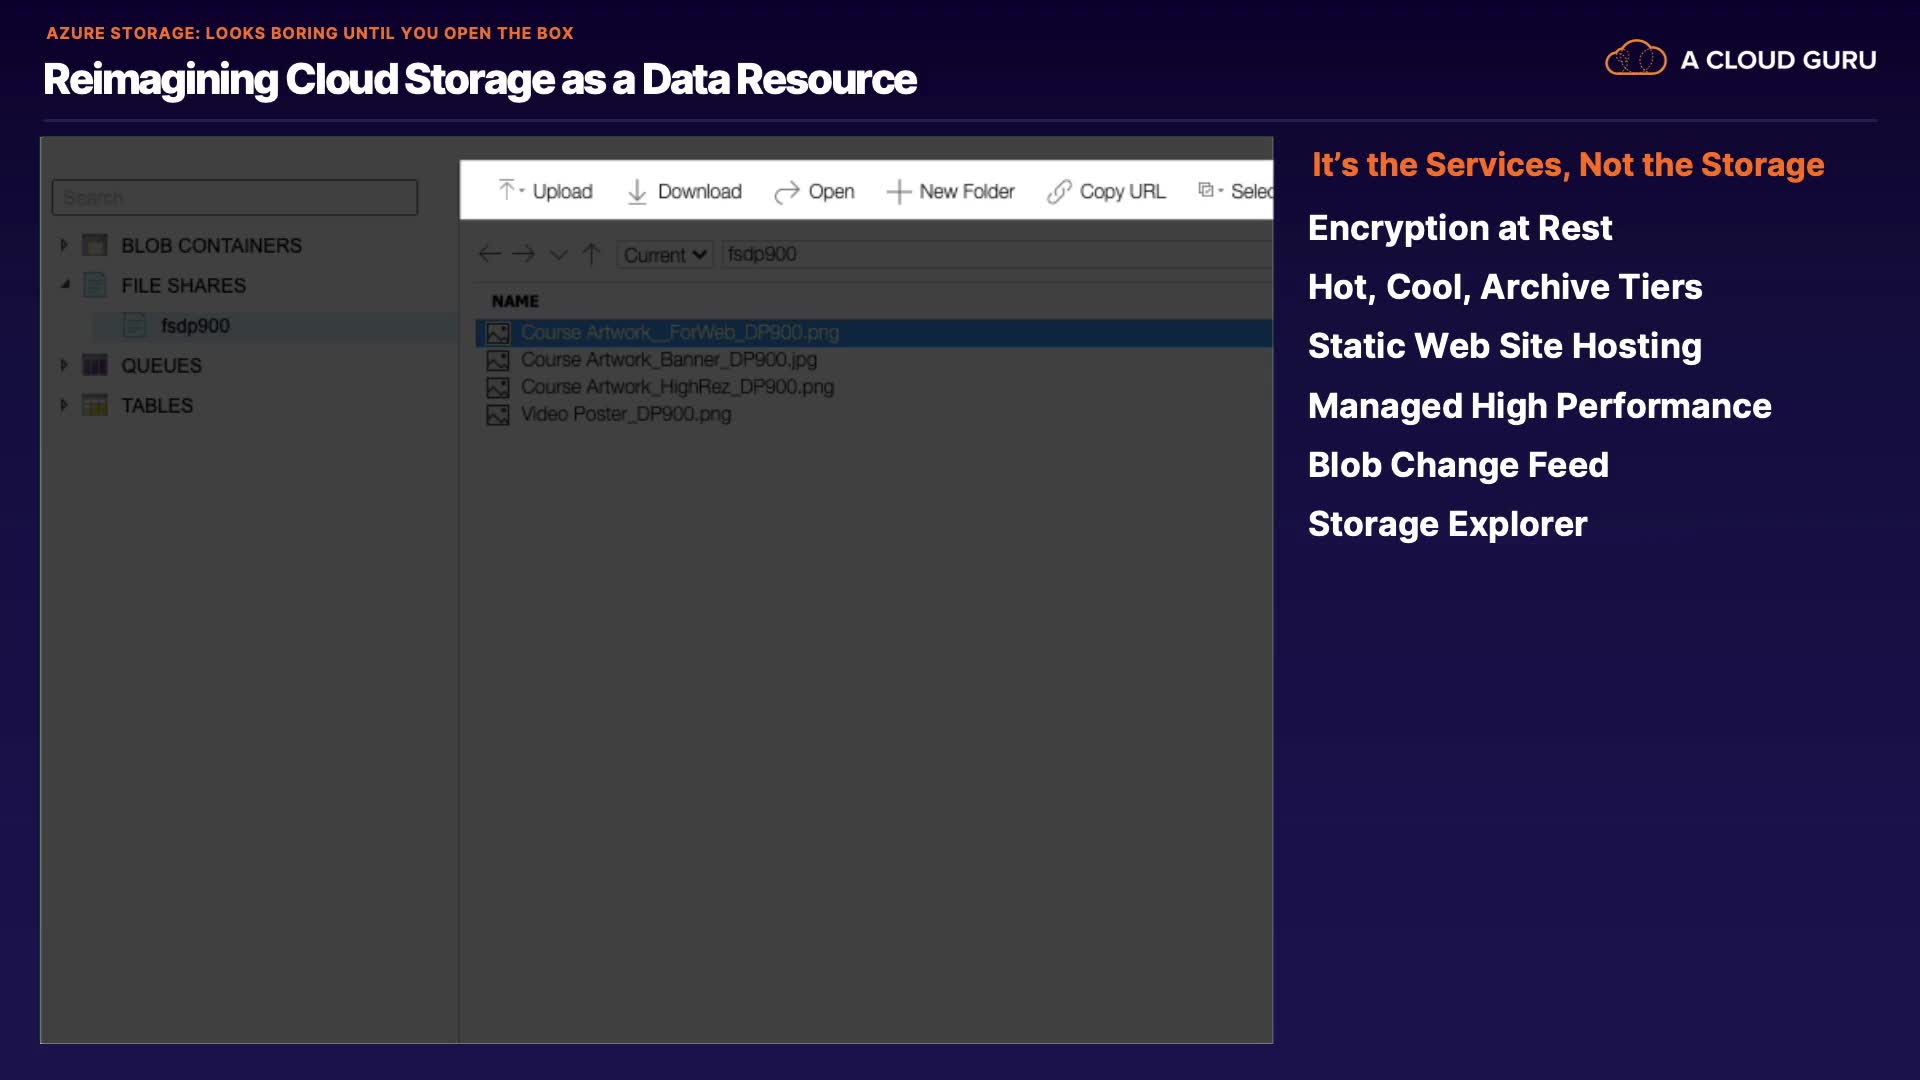 AZURE STORAGE: LOOKS BORING UNTIL YOU OPEN THE BOX
Reimagining Cloud Storage as a Data Resource
A CLOUD GURU
Search
BLOB CONTAINERS
FILE SHARES
fsdp900
QUEUES
TABLES
Upload Download Open New Folder Copy URL Selec
Current fsdp900
NAME
Course Artwork__ForWeb_DP900.png
Course Artwork_Banner_DP900.jpg
Course Artwork_HighRez_DP900.png
Video Poster_DP900.png
It’s the Services, Not the Storage
Encryption at Rest
Hot, Cool, Archive Tiers
Static Web Site Hosting
Managed High Performance
Blob Change Feed
Storage Explorer